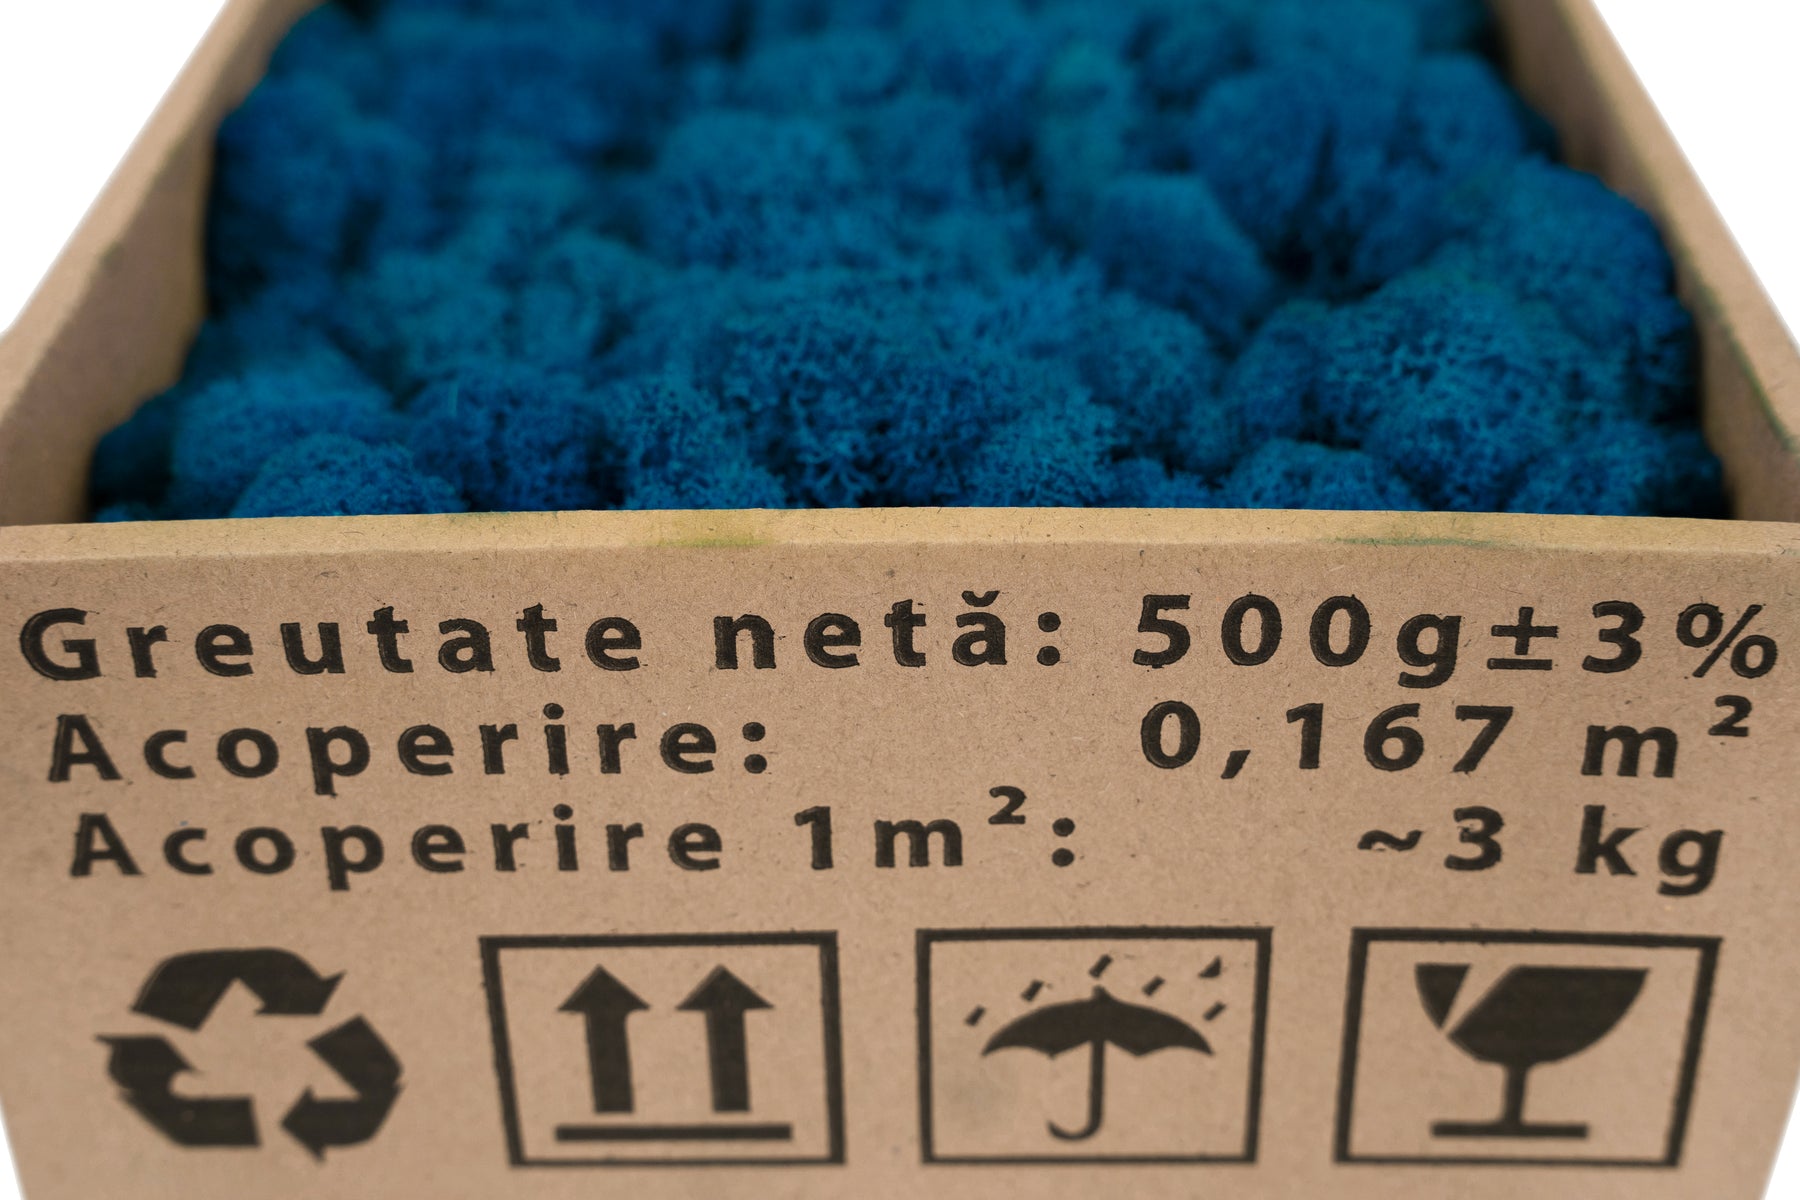 Greutate netă: 500g±3%
Acoperire: 0,167 m²
Acoperire 1m²: ~3 kg